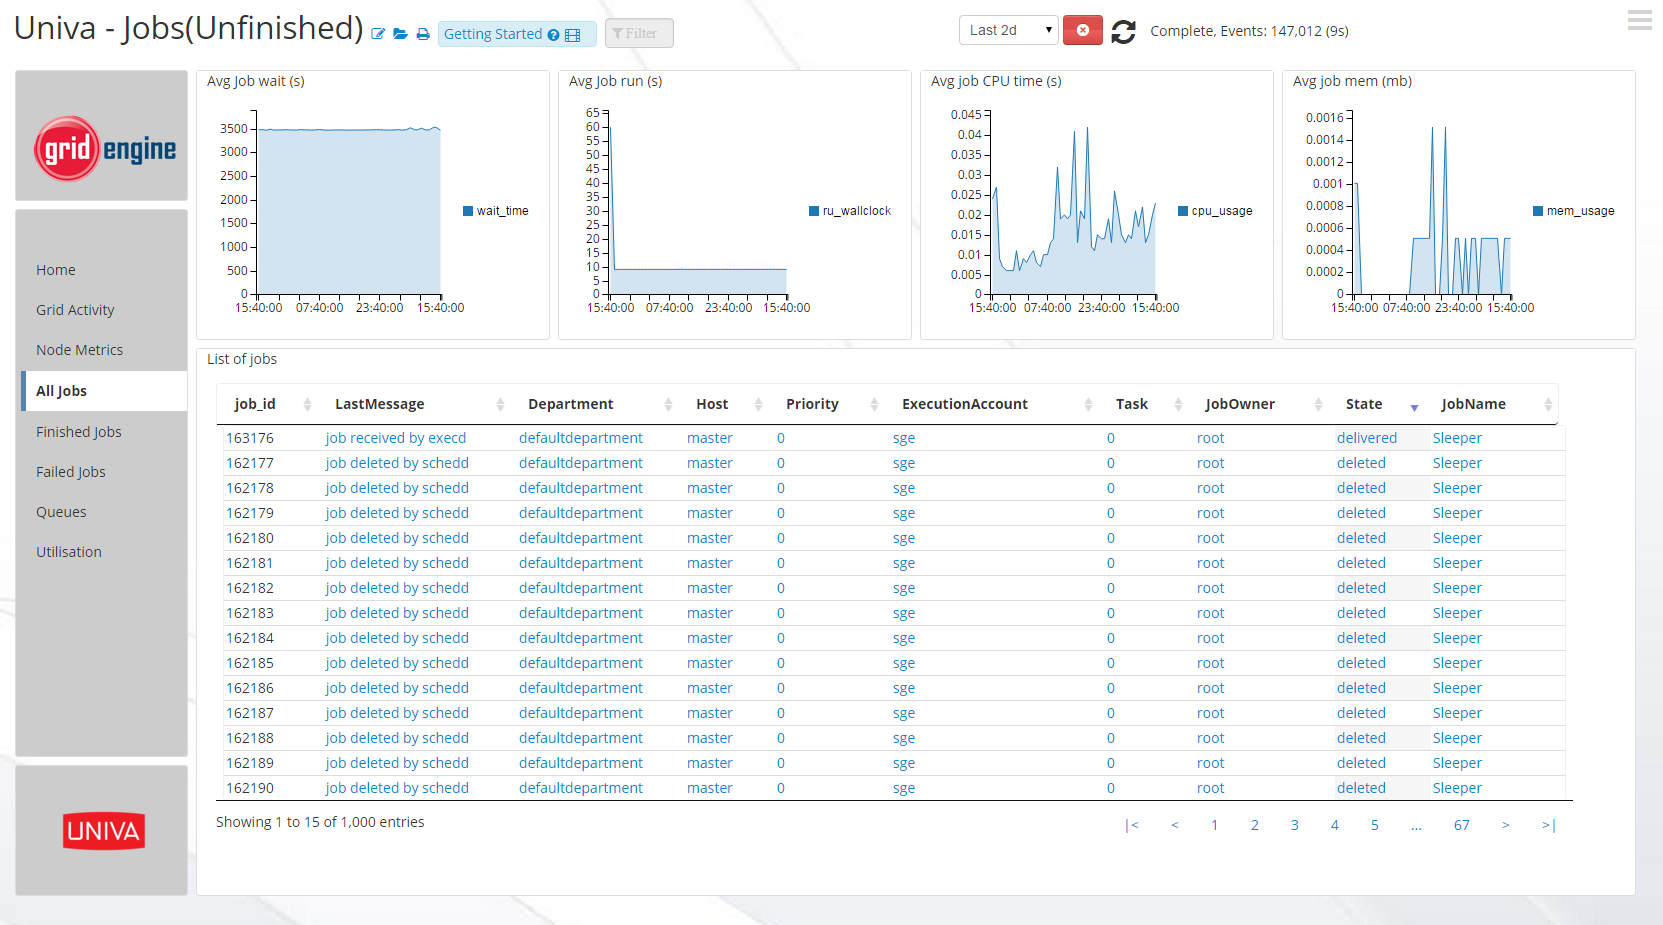 Univa - Jobs(Unfinished)
Getting Started
Filter
Last 2d
Complete, Events: 147,012 (9s)
grid engine
Home
Grid Activity
Node Metrics
All Jobs
Finished Jobs
Failed Jobs
Queues
Utilisation
UNIVA
Avg Job wait (s)
3500
3000
2500
2000
1500
1000
500
0
15:40:00 07:40:00 23:40:00 15:40:00
wait_time
Avg Job run (s)
65
60
55
50
45
40
35
30
25
20
15
10
5
0
15:40:00 07:40:00 23:40:00 15:40:00
ru_wallclock
Avg job CPU time (s)
0.045
0.04
0.035
0.03
0.025
0.02
0.015
0.01
0.005
0
15:40:00 07:40:00 23:40:00 15:40:00
cpu_usage
Avg job mem (mb)
0.0016
0.0014
0.0012
0.001
0.0008
0.0006
0.0004
0.0002
0
15:40:00 07:40:00 23:40:00 15:40:00
mem_usage
List of jobs
job_id LastMessage Department Host Priority ExecutionAccount Task JobOwner State JobName
163176 job received by execd defaultdepartment master 0 sge 0 root delivered Sleeper
162177 job deleted by schedd defaultdepartment master 0 sge 0 root deleted Sleeper
162178 job deleted by schedd defaultdepartment master 0 sge 0 root deleted Sleeper
162179 job deleted by schedd defaultdepartment master 0 sge 0 root deleted Sleeper
162180 job deleted by schedd defaultdepartment master 0 sge 0 root deleted Sleeper
162181 job deleted by schedd defaultdepartment master 0 sge 0 root deleted Sleeper
162182 job deleted by schedd defaultdepartment master 0 sge 0 root deleted Sleeper
162183 job deleted by schedd defaultdepartment master 0 sge 0 root deleted Sleeper
162184 job deleted by schedd defaultdepartment master 0 sge 0 root deleted Sleeper
162185 job deleted by schedd defaultdepartment master 0 sge 0 root deleted Sleeper
162186 job deleted by schedd defaultdepartment master 0 sge 0 root deleted Sleeper
162187 job deleted by schedd defaultdepartment master 0 sge 0 root deleted Sleeper
162188 job deleted by schedd defaultdepartment master 0 sge 0 root deleted Sleeper
162189 job deleted by schedd defaultdepartment master 0 sge 0 root deleted Sleeper
162190 job deleted by schedd defaultdepartment master 0 sge 0 root deleted Sleeper
Showing 1 to 15 of 1,000 entries
|< < 1 2 3 4 5 ... 67 > >|